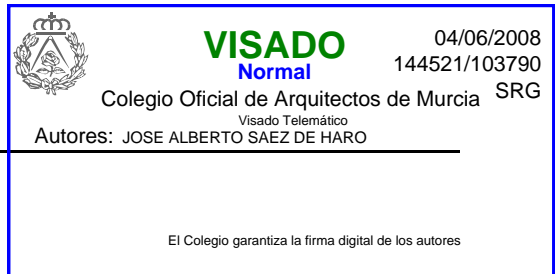 VISADO
Normal
04/06/2008
144521/103790
SRG
Colegio Oficial de Arquitectos de Murcia
Visado Telemático
Autores: JOSE ALBERTO SAEZ DE HARO
El Colegio garantiza la firma digital de los autores